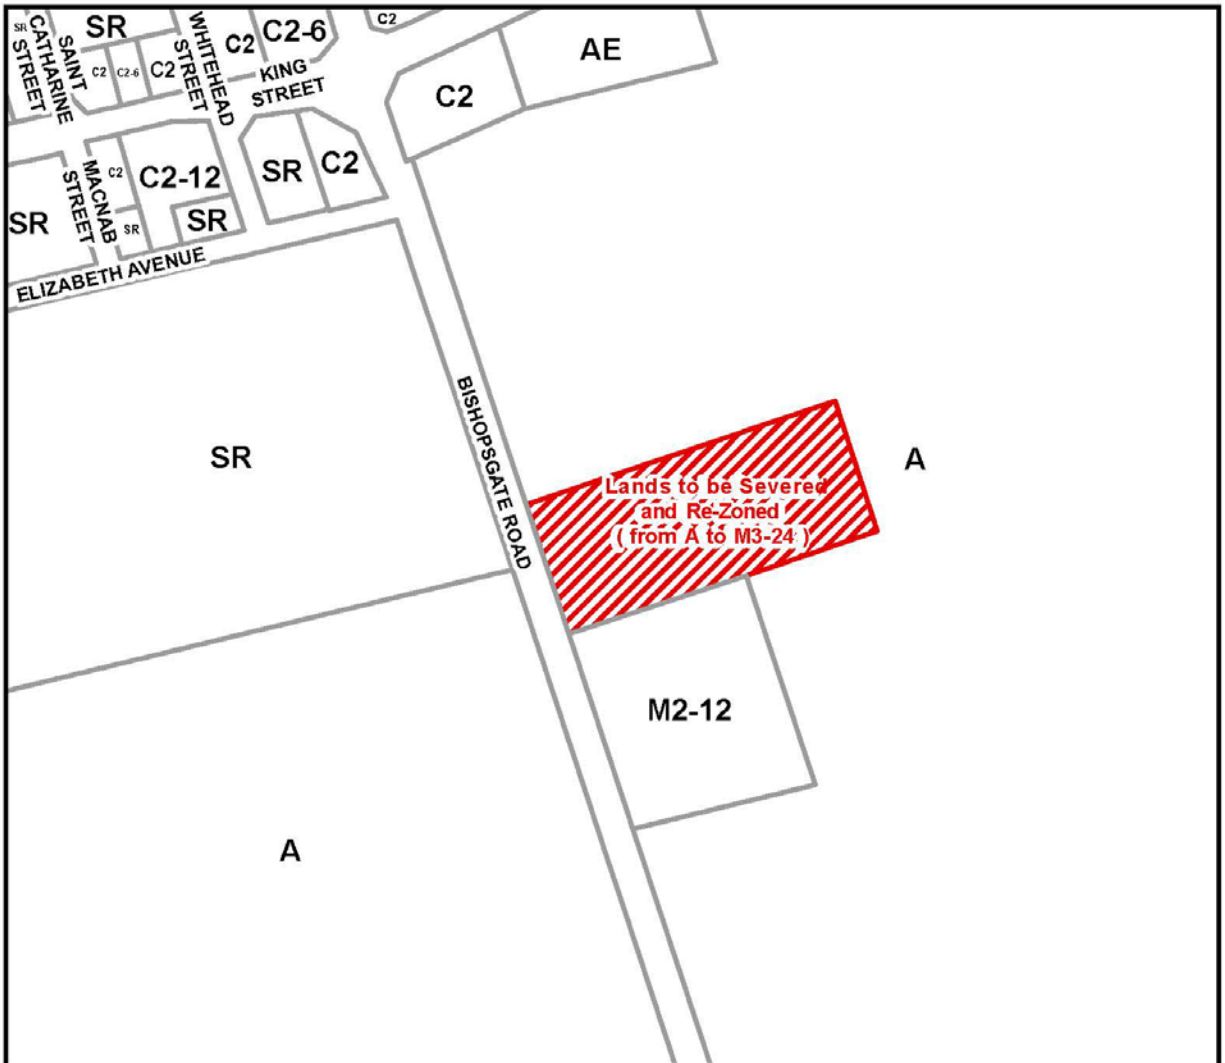 SR
SAINT
CATHARINE
STREET
SR
C2
C2-6
C2
WHITEHEAD
STREET
C2
C2-6
KING
STREET
C2
C2
AE
SR
MACNAB
STREET
C2
SR
C2-12
SR
SR
C2
ELIZABETH AVENUE
SR
BISHOPSGATE ROAD
Lands to be Severed
and Re-Zoned
( from A to M3-24 )
A
M2-12
A